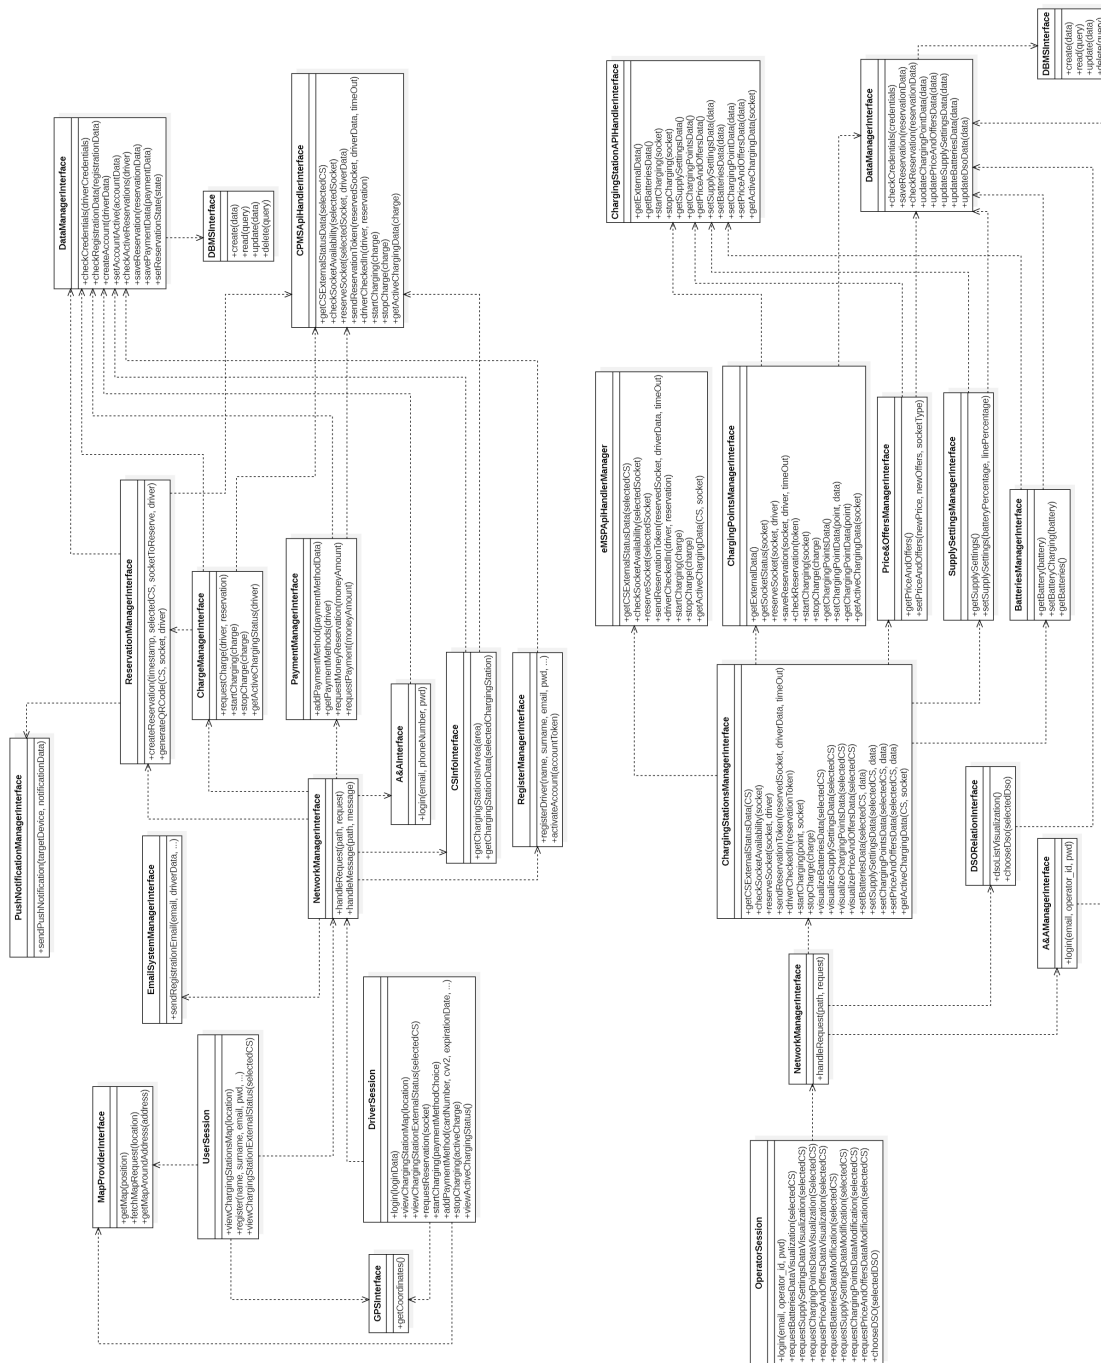 PushNotificationManagerInterface
+sendPushNotification(targetDevice, notificationData)
DataManagerInterface
+checkCredentials(driverCredentials)
+checkRegistrationData(registrationData)
+createAccount(driverData)
+setAccountActive(accountData)
+checkActiveReservations(driver)
+saveReservation(reservation)
+savePaymentData(paymentData)
+setReservationState(state)
DBMSInterface
+create(data)
+read(query)
+update(data)
+delete(query)
CPMSApiHandlerInterface
+getCSExternalStatusData(selectedCS)
+checkSocketAvailability(selectedSocket)
+reserveSocket(selectedSocket, driverData)
+sendReservationToken(reservedSocket, driverData, timeOut)
+driverCheckedIn(driver, reservation)
+startCharging(charge)
+stopCharge(charge)
+getActiveChargingData(charge)
ReservationManagerInterface
+createReservation(timestamp, selectedCS, socketToReserve, driver)
+generateQRCode(CS, socket, driver)
ChargeManagerInterface
+requestCharge(driver, reservation)
+startCharging(charge)
+stopCharge(charge)
+getActiveChargingStatus(driver)
PaymentManagerInterface
+addPaymentMethod(paymentMethodData)
+getPaymentMethods(driver)
+requestMoneyReservation(moneyAmount)
+requestPayment(moneyAmount)
A&AInterface
+login(email, phoneNumber, pwd)
CSInfoInterface
+getChargingStationsInArea(area)
+getChargingStationData(selectedChargingStation)
RegisterManagerInterface
+registerDriver(name, surname, email, pwd, ...)
+activateAccount(accountToken)
EmailSystemManagerInterface
+sendRegistrationEmail(email, driverData, ...)
NetworkManagerInterface
+handleRequest(path, request)
+handleMessage(path, message)
MapProviderInterface
+getMap(position)
+fetchMapRequest(location)
+getMapAroundAddress(address)
UserSession
+viewChargingStationsMap(location)
+register(name, surname, email, pwd, ...)
+viewChargingStationExternalStatus(selectedCS)
DriverSession
+login(loginData)
+viewChargingStationMap(location)
+viewChargingStationExternalStatus(selectedCS)
+requestReservation(socket)
+startCharging(paymentMethodChoice)
+addPaymentMethod(cardNumber, cvv2, expirationDate, ...)
+stopCharging(activeCharge)
+viewActiveChargingStatus()
GPSInterface
+getCoordinates()
ChargingStationAPIHandlerInterface
+getExternalData()
+getBatteriesData()
+startCharging(socket)
+stopCharging(socket)
+getSupplySettingsData()
+getChargingPointsData()
+getPriceAndOffersData()
+setSupplySettingsData(data)
+setBatteriesData(data)
+setChargingPointData(data)
+setPriceAndOffersData(data)
+getActiveChargingData(socket)
DataManagerInterface
+checkCredentials(credentials)
+saveReservation(reservationData)
+checkReservation(reservationData)
+updateChargingPointData(data)
+updatePriceAndOffersData(data)
+updateSupplySettingsData(data)
+updateBatteriesData(data)
+updateDsoData(data)
DBMSInterface
+create(data)
+read(query)
+update(data)
+delete(query)
eMSPApiHandlerManager
+getCSExternalStatusData(selectedCS)
+checkSocketAvailability(selectedSocket)
+reserveSocket(selectedSocket)
+sendReservationToken(reservedSocket, driverData, timeOut)
+driverCheckedIn(driver, reservation)
+startCharging(charge)
+stopCharge(charge)
+getActiveChargingData(CS, socket)
ChargingPointsManagerInterface
+getExternalData()
+getSocketStatus(socket)
+reserveSocket(socket, driver)
+saveReservation(socket, driver, timeOut)
+checkReservation(token)
+startCharging(socket)
+stopCharge(charge)
+getChargingPointsData()
+setChargingPointData(point, data)
+getChargingPointData(point)
+getActiveChargingData(socket)
Price&OffersManagerInterface
+getPriceAndOffers()
+setPriceAndOffers(newPrice, newOffers, socketType)
SupplySettingsManagerInterface
+getSupplySettings()
+setSupplySettings(batteryPercentage, linePercentage)
BatteriesManagerInterface
+getBattery(battery)
+setBatteryCharging(battery)
+getBatteries()
ChargingStationsManagerInterface
+getCSExternalStatusData(CS)
+checkSocketAvailability(socket)
+reserveSocket(socket, driver)
+sendReservationToken(reservedSocket, driverData, timeOut)
+driverCheckedIn(reservationToken)
+startCharging(point, socket)
+stopCharge(charge)
+visualizeBatteriesData(selectedCS)
+visualizeSupplySettingsData(selectedCS)
+visualizeChargingPointsData(selectedCS)
+visualizePriceAndOffersData(selectedCS)
+setBatteriesData(selectedCS, data)
+setSupplySettingsData(selectedCS, data)
+setChargingPointsData(selectedCS, data)
+setPriceAndOffersData(selectedCS, data)
+getActiveChargingData(CS, socket)
DSORelationInterface
+dsoListVisualization()
+chooseDso(selectedDso)
A&AManagerInterface
+login(email, operator_id, pwd)
NetworkManagerInterface
+handleRequest(path, request)
OperatorSession
+login(email, operator_id, pwd)
+requestBatteriesDataVisualization(selectedCS)
+requestSupplySettingsDataVisualization(selectedCS)
+requestChargingPointsDataVisualization(SelectedCS)
+requestPriceAndOffersDataVisualization(selectedCS)
+requestBatteriesDataModification(selectedCS)
+requestSupplySettingsDataModification(selectedCS)
+requestChargingPointsDataModification(selectedCS)
+requestPriceAndOffersDataModification(selectedCS)
+chooseDSO(selectedDSO)